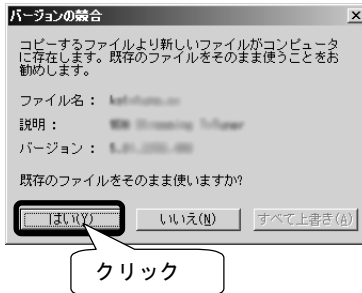 バージョンの競合
コピーするファイルより新しいファイルがコンピュータ
に存在します。既存のファイルをそのまま使うことをお
勧めします。
ファイル名：
説明：
バージョン：
既存のファイルをそのまま使いますか?
はい(Y)
いいえ(N)
すべて上書き(A)
クリック